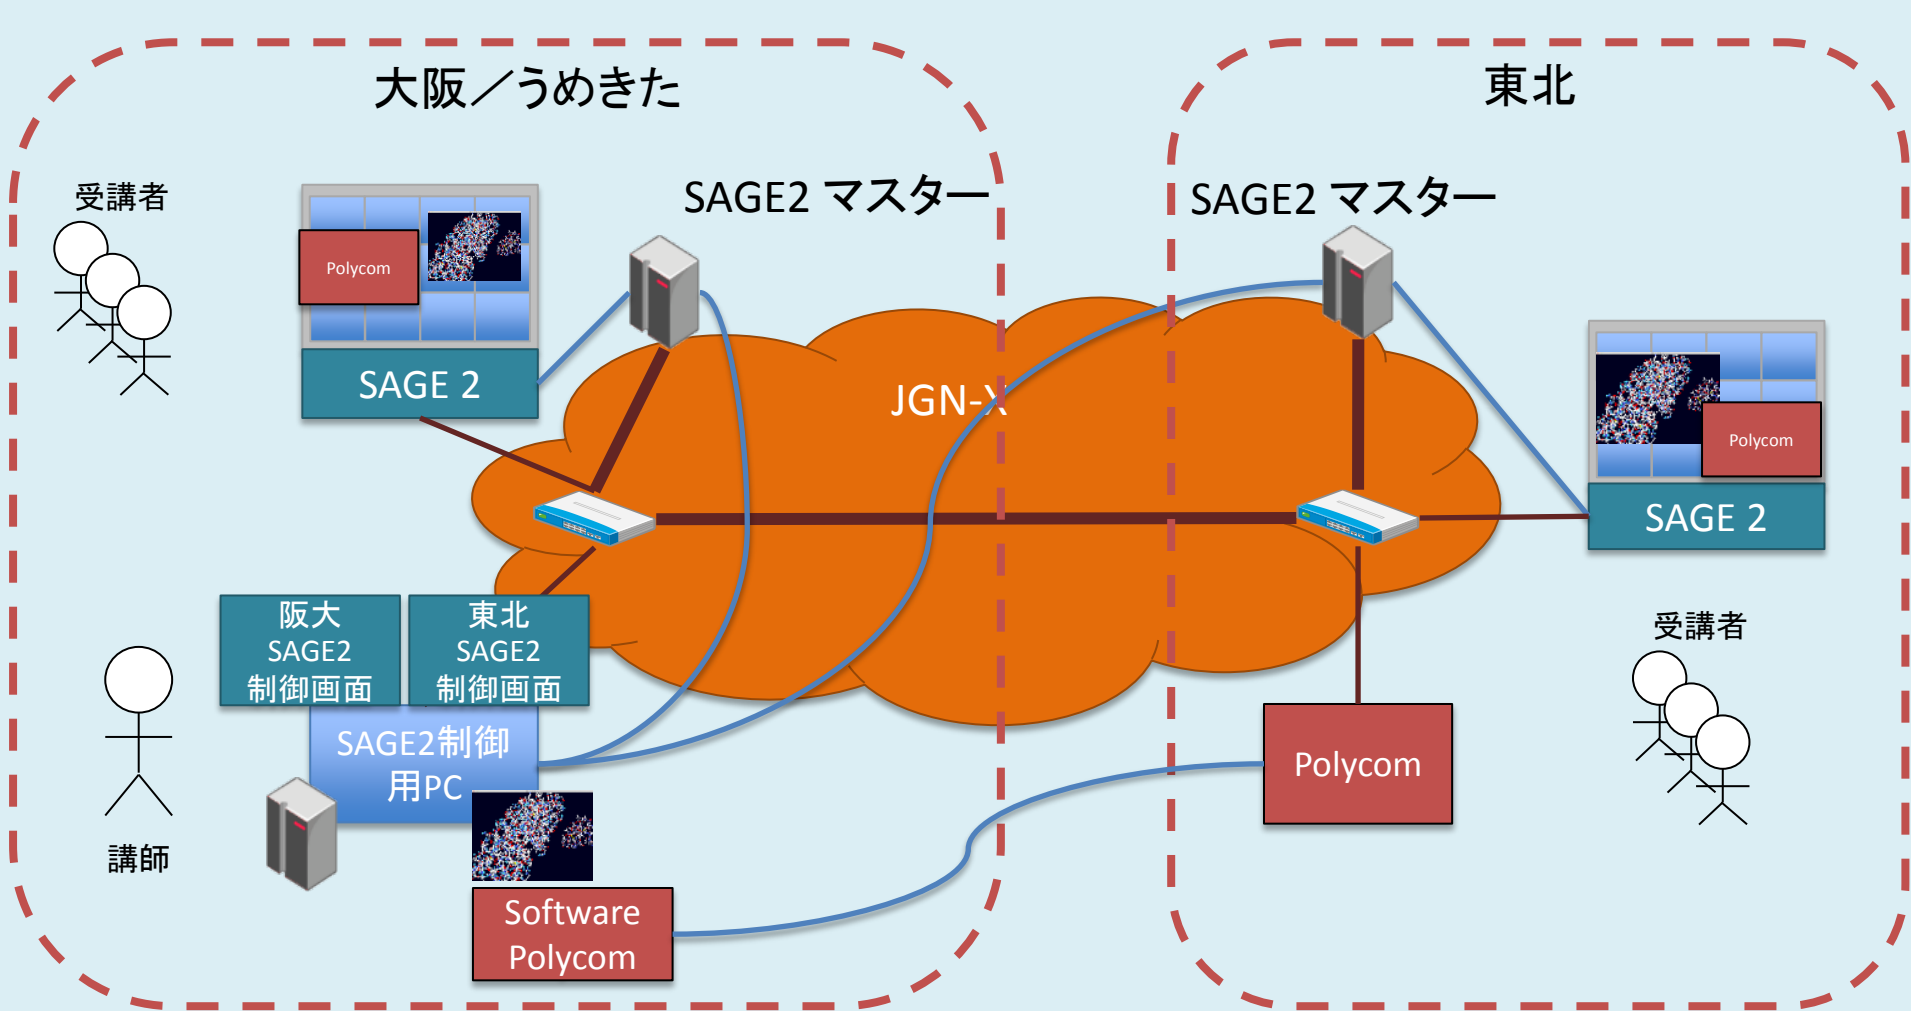 大阪／うめきた
東北
受講者
SAGE2 マスター
SAGE2 マスター
Polycom
SAGE 2
JGN-X
Polycom
SAGE 2
阪大
SAGE2
制御画面
東北
SAGE2
制御画面
受講者
SAGE2制御
用PC
Polycom
講師
Software
Polycom